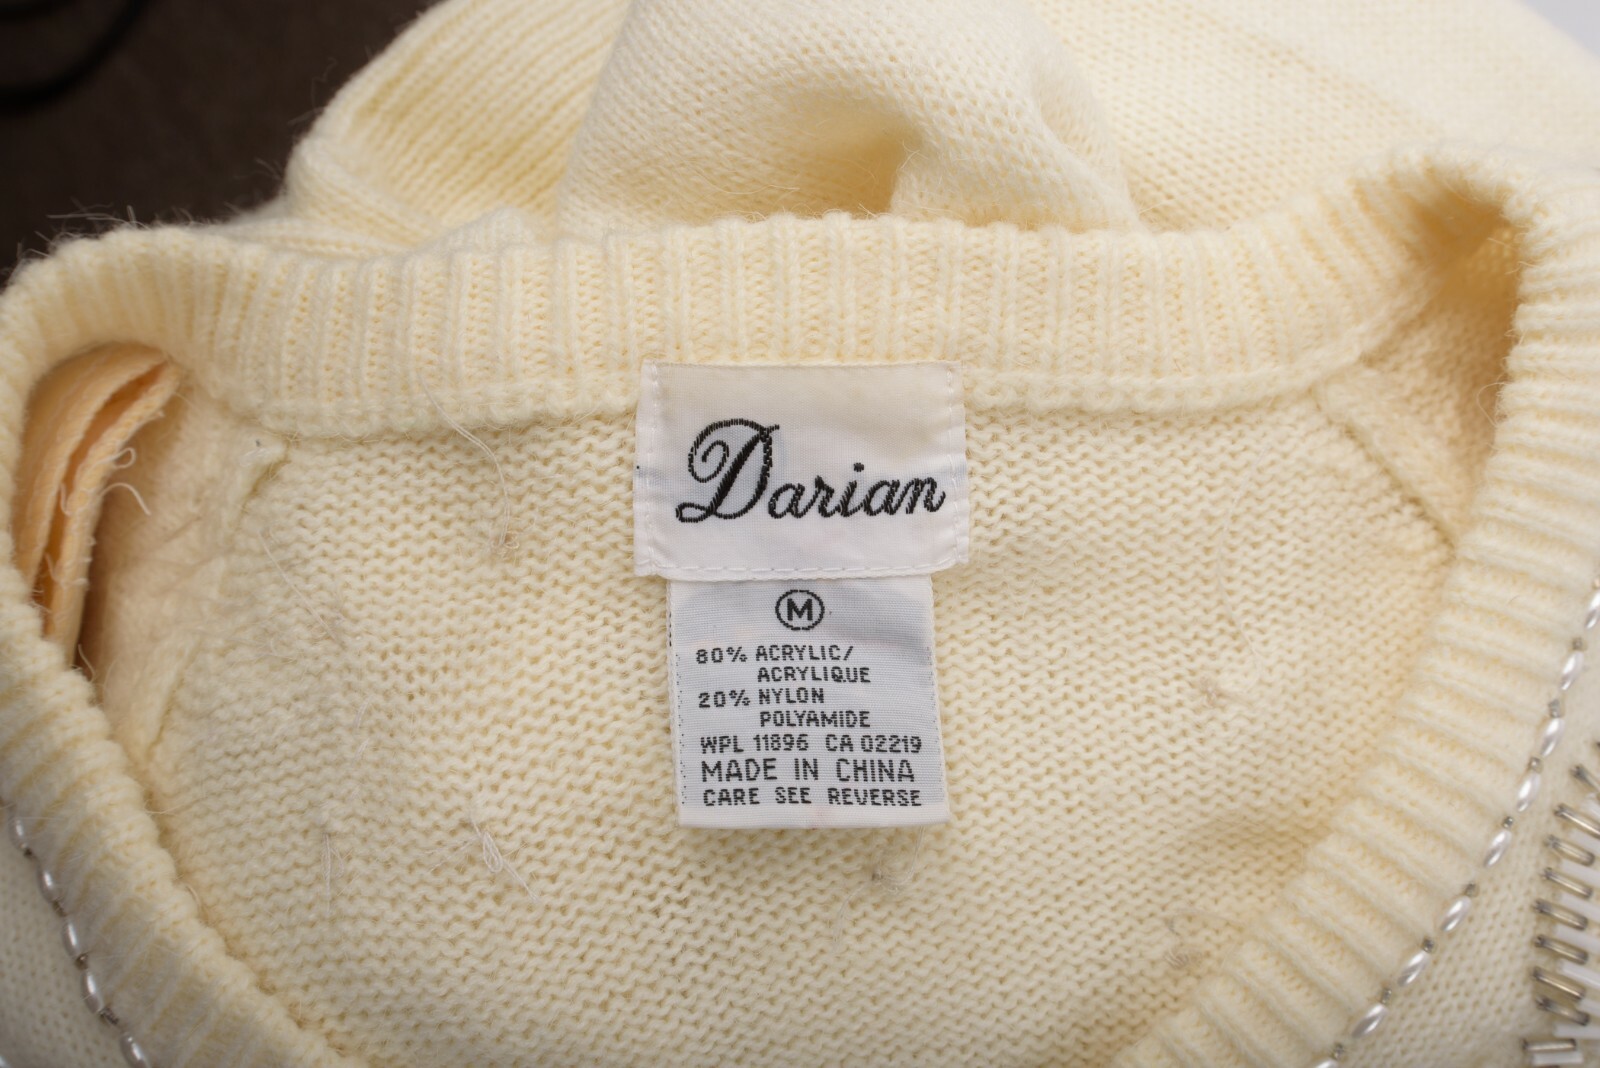 Darian
M
80% ACRYLIC/
ACRYLIQUE
20% NYLON
POLYAMIDE
WPL 11896 CA 02219
MADE IN CHINA
CARE SEE REVERSE